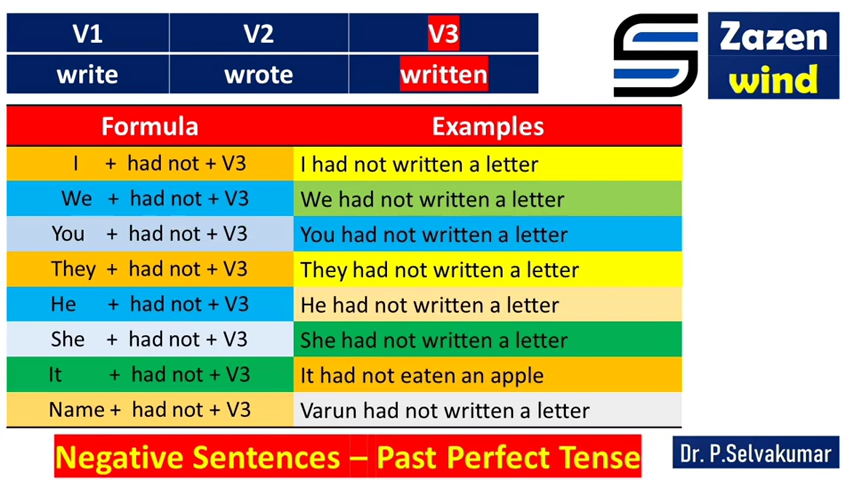 V1 V2 V3
write wrote written
Zazen
wind
Formula Examples
I + had not + V3 I had not written a letter
We + had not + V3 We had not written a letter
You + had not + V3 You had not written a letter
They + had not + V3 They had not written a letter
He + had not + V3 He had not written a letter
She + had not + V3 She had not written a letter
It + had not + V3 It had not eaten an apple
Name + had not + V3 Varun had not written a letter
Negative Sentences – Past Perfect Tense
Dr. P.Selvakumar